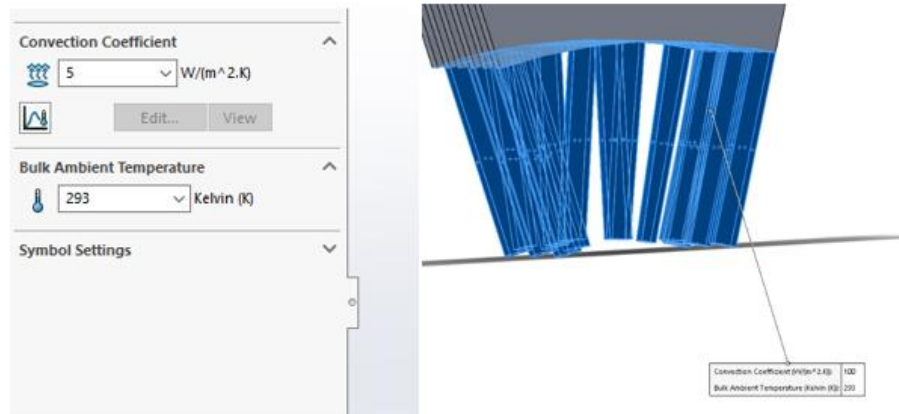 Convection Coefficient
5 W/(m^2.K)
Edit... View
Bulk Ambient Temperature
293 Kelvin (K)
Symbol Settings
Convection Coefficient (W/(m^2.K)): 100
Bulk Ambient Temperature (Kelvin (K)): 293